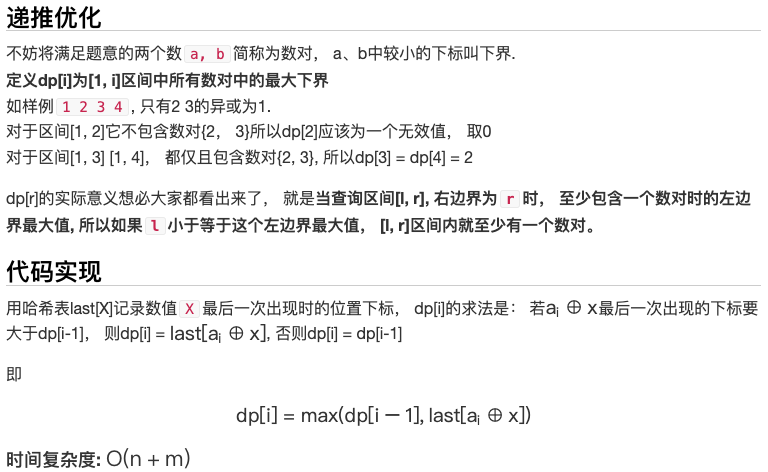 递推优化
不妨将满足题意的两个数 a, b 简称为数对， a、b中较小的下标叫下界.
定义dp[i]为[1, i]区间中所有数对中的最大下界
如样例 1 2 3 4 , 只有2 3的异或为1.
对于区间[1, 2]它不包含数对{2， 3}所以dp[2]应该为一个无效值， 取0
对于区间[1, 3] [1, 4]， 都仅且包含数对{2, 3}, 所以dp[3] = dp[4] = 2
dp[r]的实际意义想必大家都看出来了， 就是当查询区间[l, r], 右边界为 r 时， 至少包含一个数对时的左边
界最大值, 所以如果 l 小于等于这个左边界最大值， [l, r]区间内就至少有一个数对。
代码实现
用哈希表last[X]记录数值 X 最后一次出现时的位置下标， dp[i]的求法是： 若aᵢ ⊕ x最后一次出现的下标要
大于dp[i-1]， 则dp[i] = last[aᵢ ⊕ x], 否则dp[i] = dp[i-1]
即
dp[i] = max(dp[i − 1], last[aᵢ ⊕ x])
时间复杂度: O(n + m)